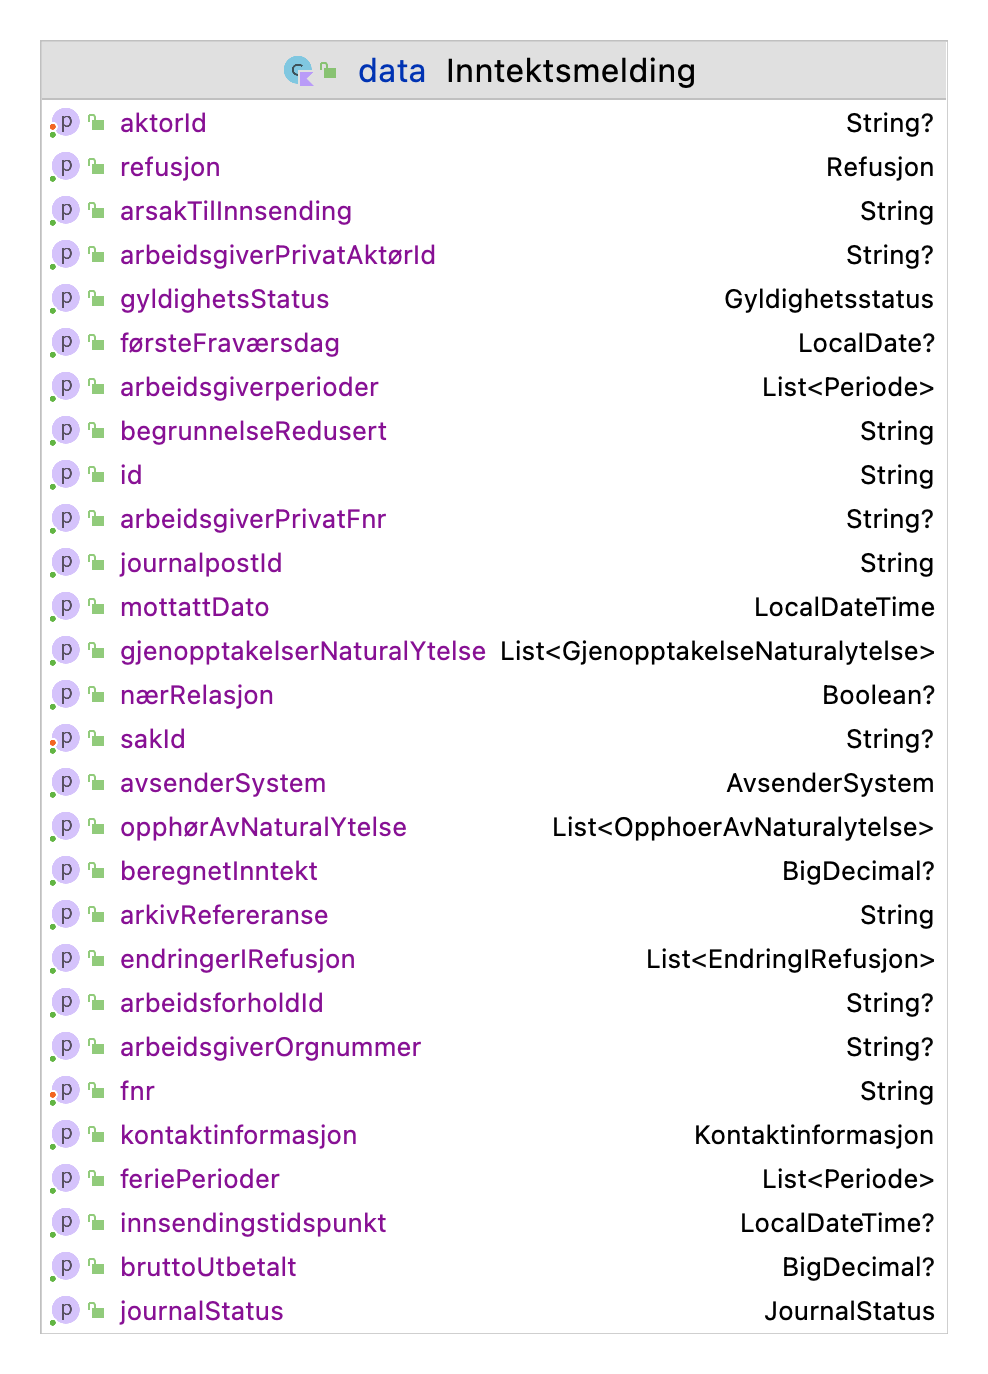 data Inntektsmelding
aktorId String?
refusjon Refusjon
arsakTilInnsending String
arbeidsgiverPrivatAktørId String?
gyldighetsStatus Gyldighetsstatus
førsteFraværsdag LocalDate?
arbeidsgiverperioder List<Periode>
begrunnelseRedusert String
id String
arbeidsgiverPrivatFnr String?
journalpostId String
mottattDato LocalDateTime
gjenopptakelserNaturalYtelse List<GjenopptakelseNaturalytelse>
nærRelasjon Boolean?
sakId String?
avsenderSystem AvsenderSystem
opphørAvNaturalYtelse List<OpphoerAvNaturalytelse>
beregnetInntekt BigDecimal?
arkivRefereranse String
endringerIRefusjon List<EndringIRefusjon>
arbeidsforholdId String?
arbeidsgiverOrgnummer String?
fnr String
kontaktinformasjon Kontaktinformasjon
feriePerioder List<Periode>
innsendingstidspunkt LocalDateTime?
bruttoUtbetalt BigDecimal?
journalStatus JournalStatus